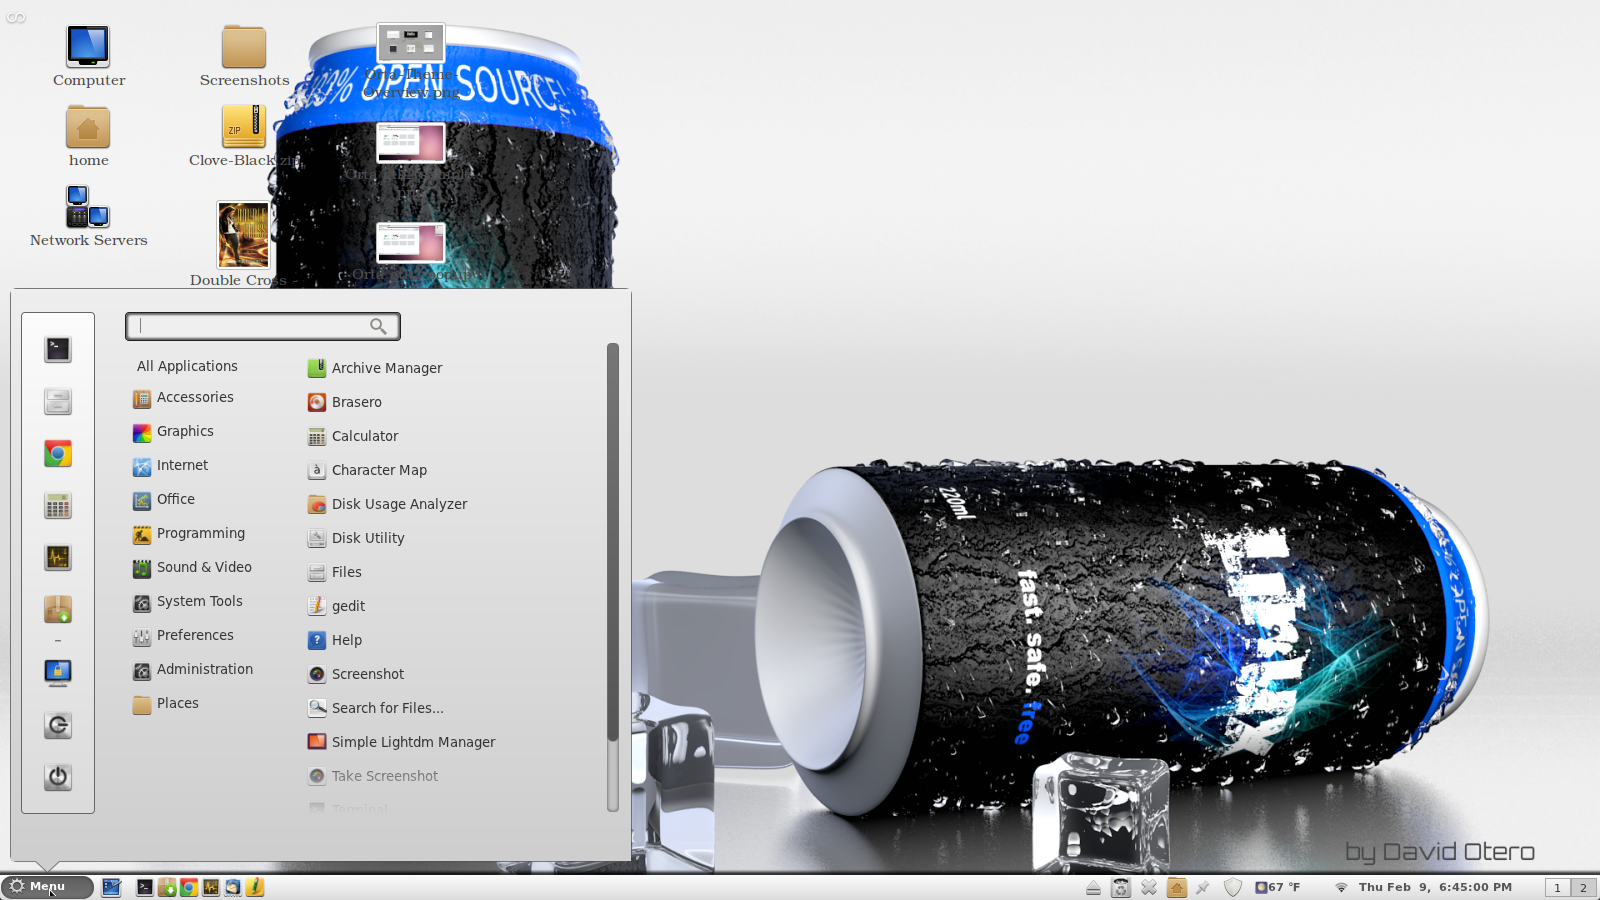 Computer
Screenshots
Orta-Theme-
Overview.png
100% OPEN SOURCE
home
ZIP
Clove-Black.zip
Network Servers
Double Cross
All Applications
Accessories
Graphics
Internet
Office
Programming
Sound & Video
System Tools
Preferences
Administration
Places
Archive Manager
Brasero
Calculator
Character Map
Disk Usage Analyzer
Disk Utility
Files
gedit
Help
Screenshot
Search for Files...
Simple Lightdm Manager
Take Screenshot
Terminal
220ml
fast. safe. free
Linux
by David Otero
Menu
67 °F
Thu Feb 9, 6:45:00 PM
1
2